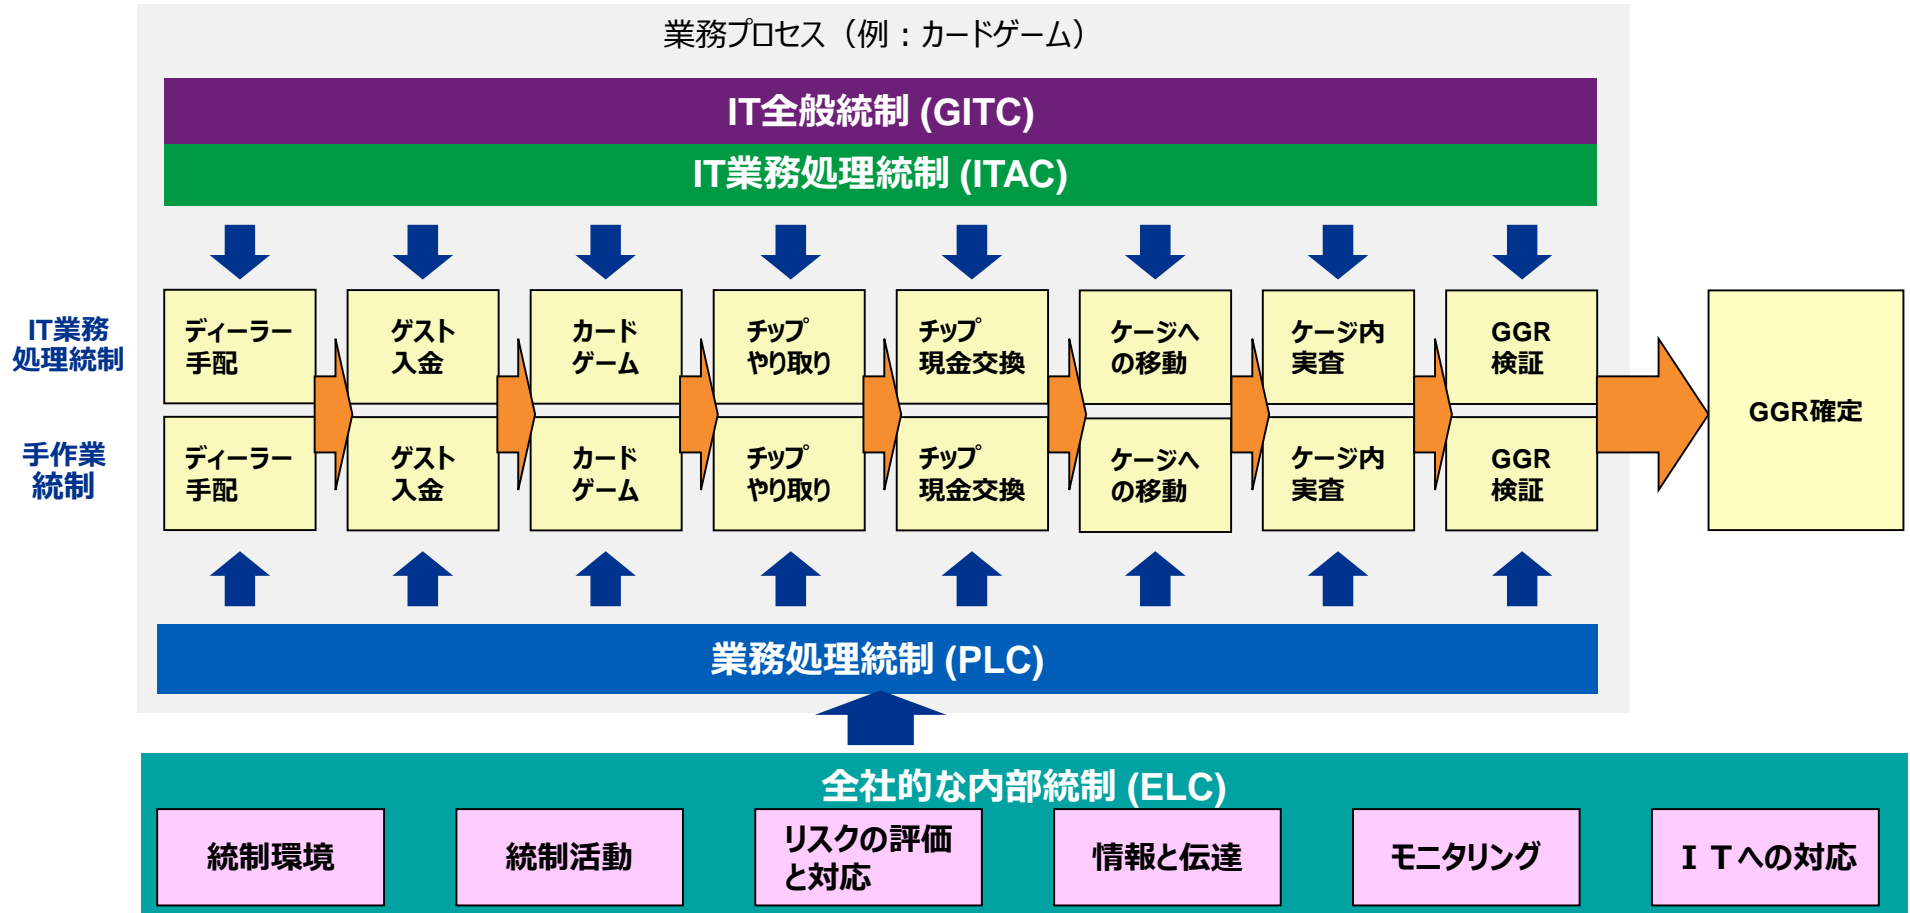 業務プロセス（例：カードゲーム）
IT全般統制 (GITC)
IT業務処理統制 (ITAC)
IT業務
処理統制
ディーラー
手配
ゲスト
入金
カード
ゲーム
チップ
やり取り
チップ
現金交換
ケージへ
の移動
ケージ内
実査
GGR
検証
GGR確定
手作業
統制
ディーラー
手配
ゲスト
入金
カード
ゲーム
チップ
やり取り
チップ
現金交換
ケージへ
の移動
ケージ内
実査
GGR
検証
業務処理統制 (PLC)
全社的な内部統制 (ELC)
統制環境
統制活動
リスクの評価
と対応
情報と伝達
モニタリング
ＩＴへの対応